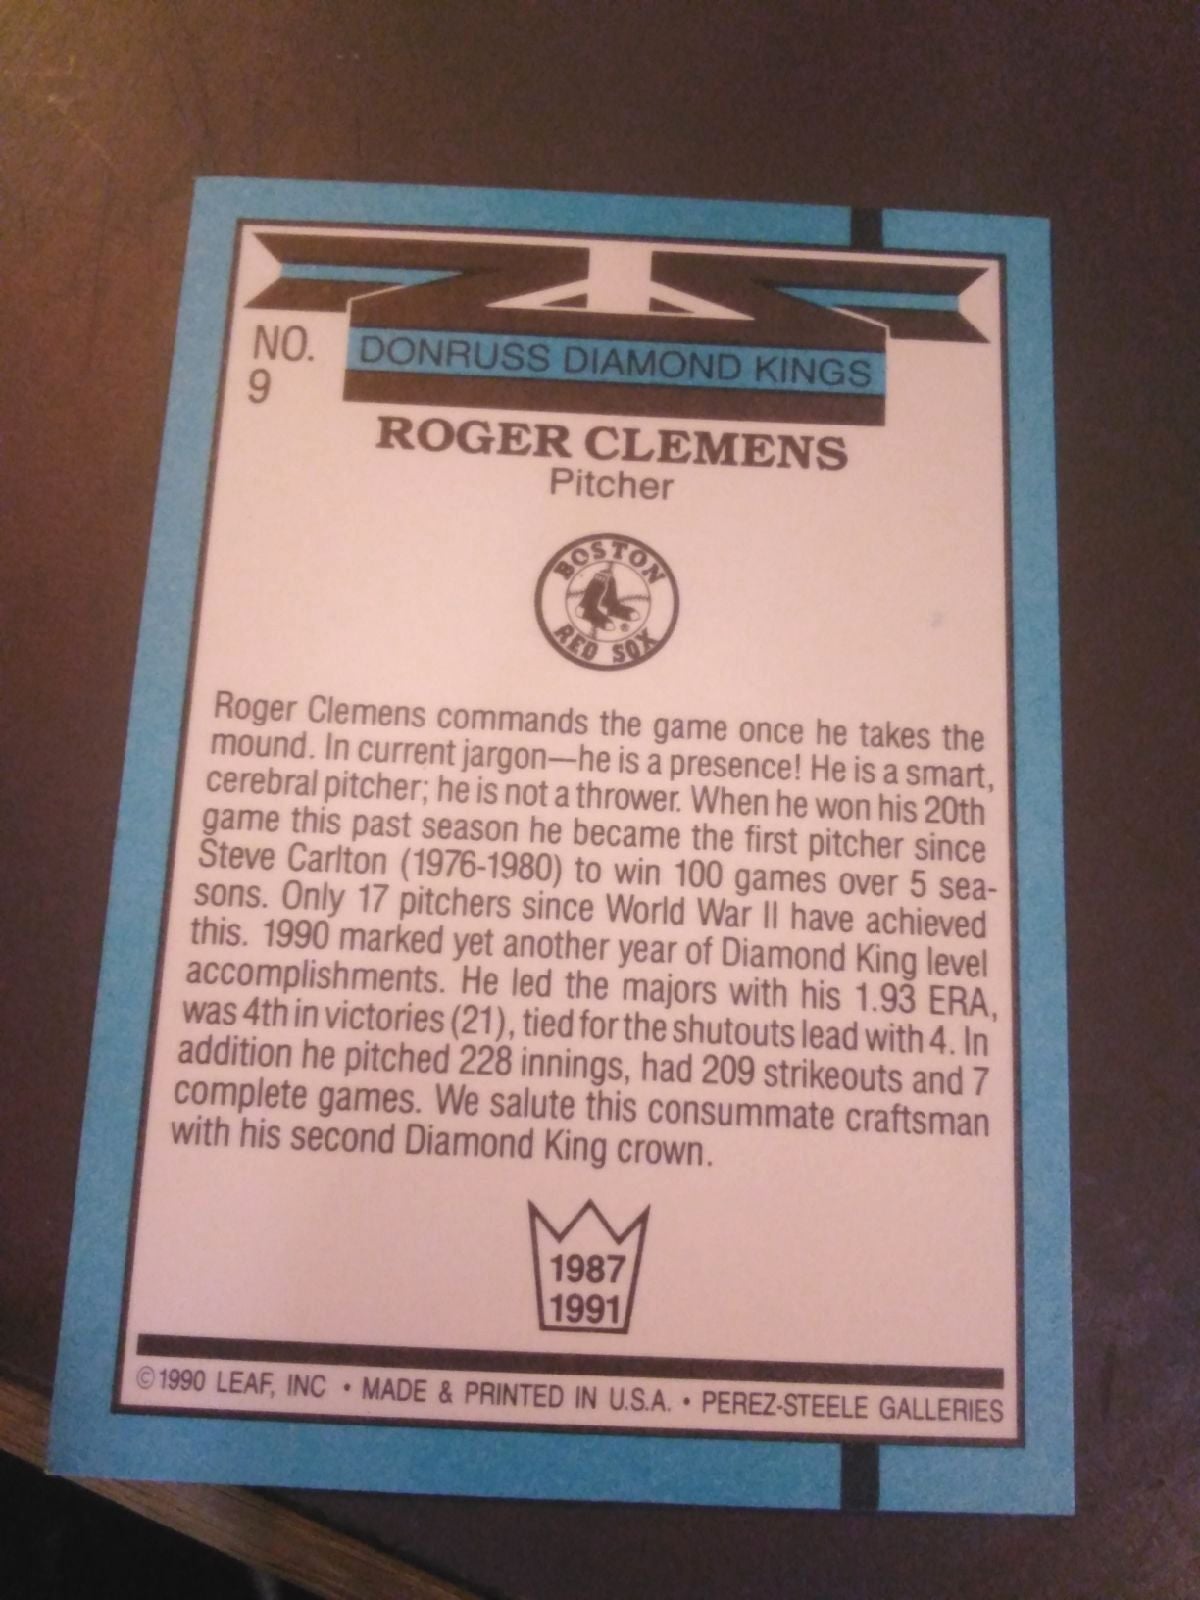 NO.
9
DONRUSS DIAMOND KINGS
ROGER CLEMENS
Pitcher
BOSTON
RED SOX
Roger Clemens commands the game once he takes the
mound. In current jargon—he is a presence! He is a smart,
cerebral pitcher; he is not a thrower. When he won his 20th
game this past season he became the first pitcher since
Steve Carlton (1976-1980) to win 100 games over 5 sea-
sons. Only 17 pitchers since World War II have achieved
this. 1990 marked yet another year of Diamond King level
accomplishments. He led the majors with his 1.93 ERA,
was 4th in victories (21), tied for the shutouts lead with 4. In
addition he pitched 228 innings, had 209 strikeouts and 7
complete games. We salute this consummate craftsman
with his second Diamond King crown.
1987
1991
©1990 LEAF, INC • MADE & PRINTED IN U.S.A. • PEREZ-STEELE GALLERIES